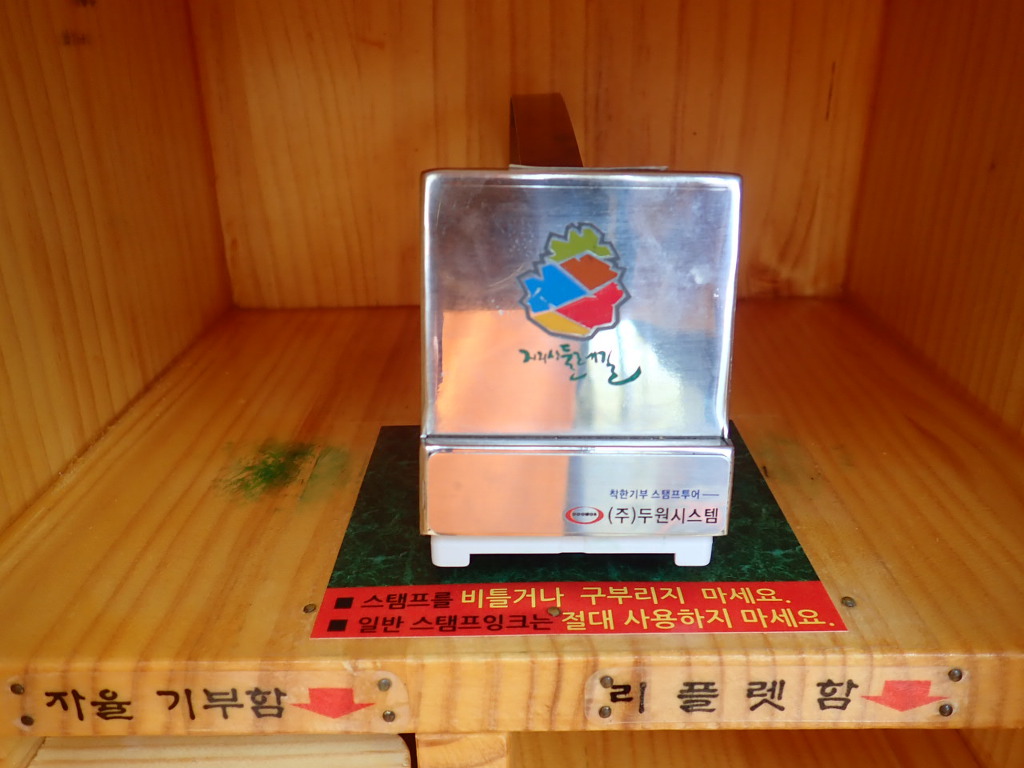 지리산둘레길
착한기부 스탬프투어
(주)두원시스템
■ 스탬프를 비틀거나 구부리지 마세요.
■ 일반 스탬프잉크는 절대 사용하지 마세요.
자율 기부함
리플렛함